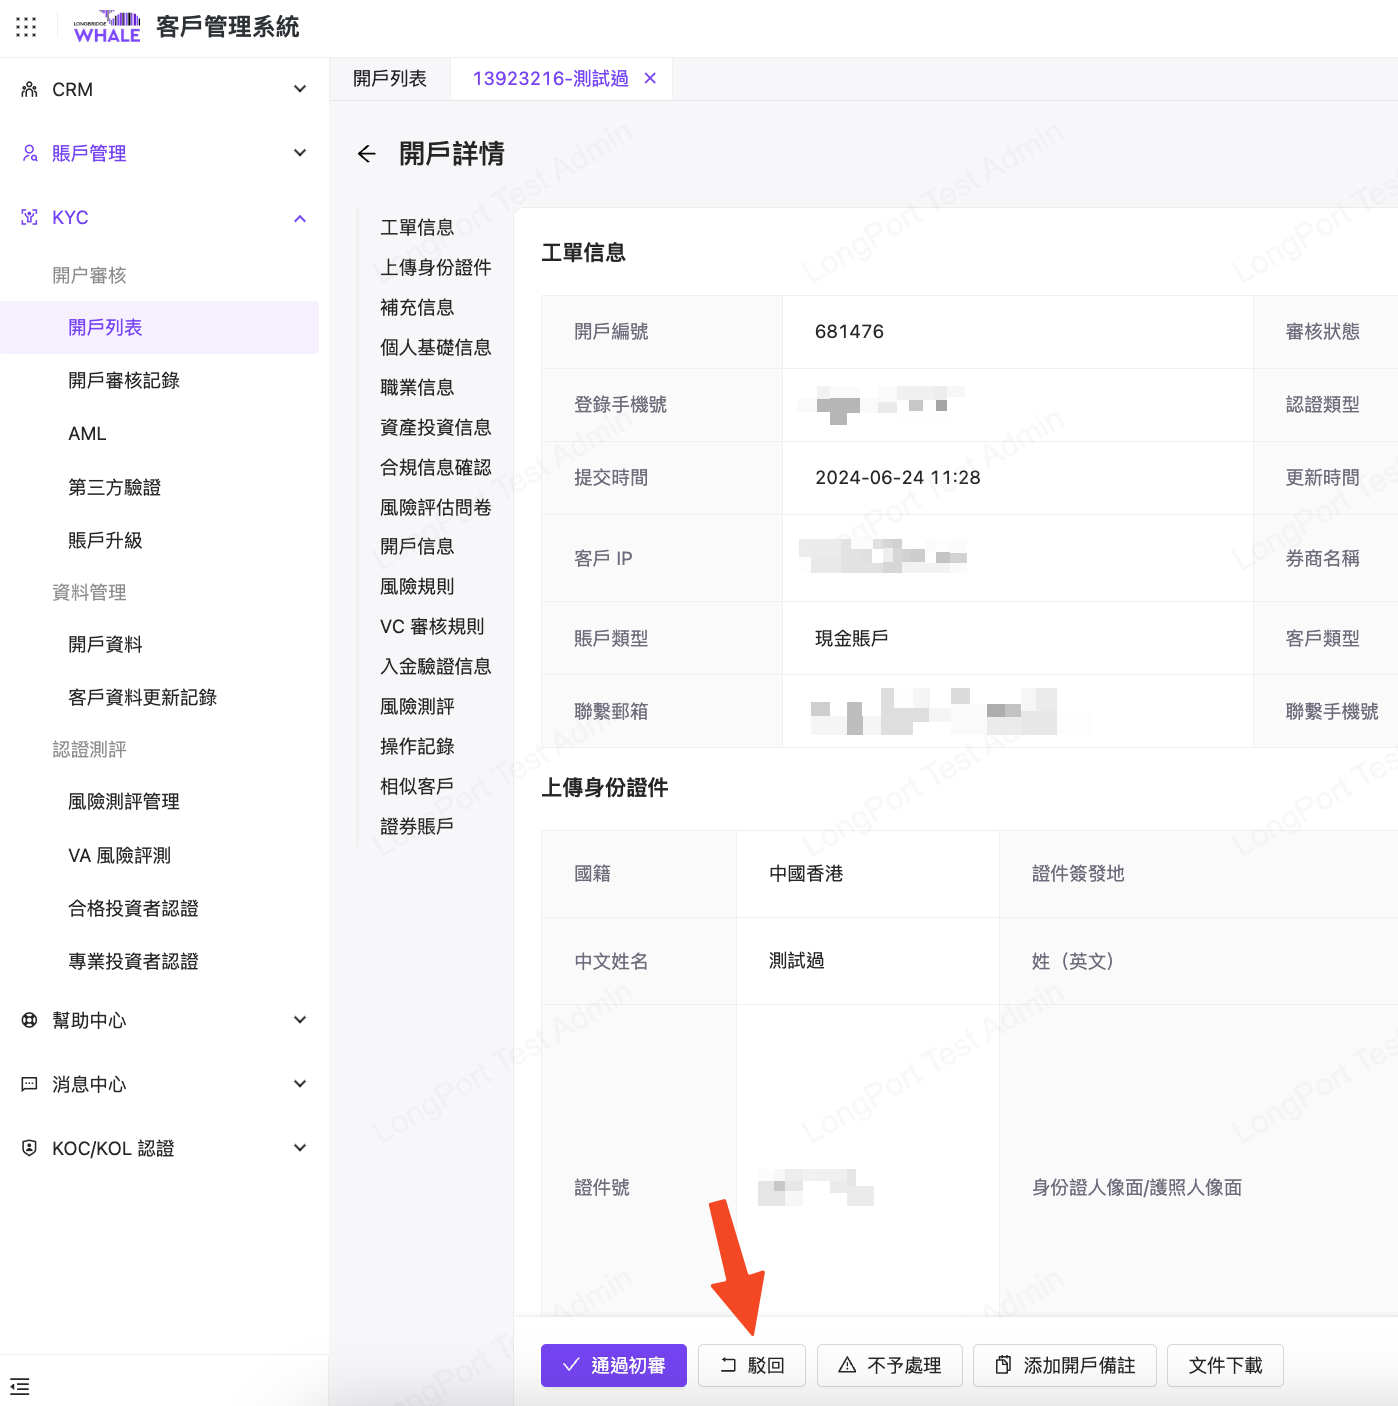 LONGBRIDGE
WHALE
客戶管理系統
CRM
賬戶管理
KYC
開户審核
開戶列表
開戶審核記錄
AML
第三方驗證
賬戶升級
資料管理
開戶資料
客戶資料更新記錄
認證測評
風險測評管理
VA 風險評測
合格投資者認證
專業投資者認證
幫助中心
消息中心
KOC/KOL 認證
開戶列表
13923216-測試過
開戶詳情
工單信息
上傳身份證件
補充信息
個人基礎信息
職業信息
資產投資信息
合規信息確認
風險評估問卷
開戶信息
風險規則
VC 審核規則
入金驗證信息
風險測評
操作記錄
相似客戶
證券賬戶
工單信息
開戶編號 681476 審核狀態
登錄手機號 認證類型
提交時間 2024-06-24 11:28 更新時間
客戶 IP 券商名稱
賬戶類型 現金賬戶 客戶類型
聯繫郵箱 聯繫手機號
上傳身份證件
國籍 中國香港 證件簽發地
中文姓名 測試過 姓（英文）
證件號 身份證人像面/護照人像面
通過初審 駁回 不予處理 添加開戶備註 文件下載
LongPort Test Admin